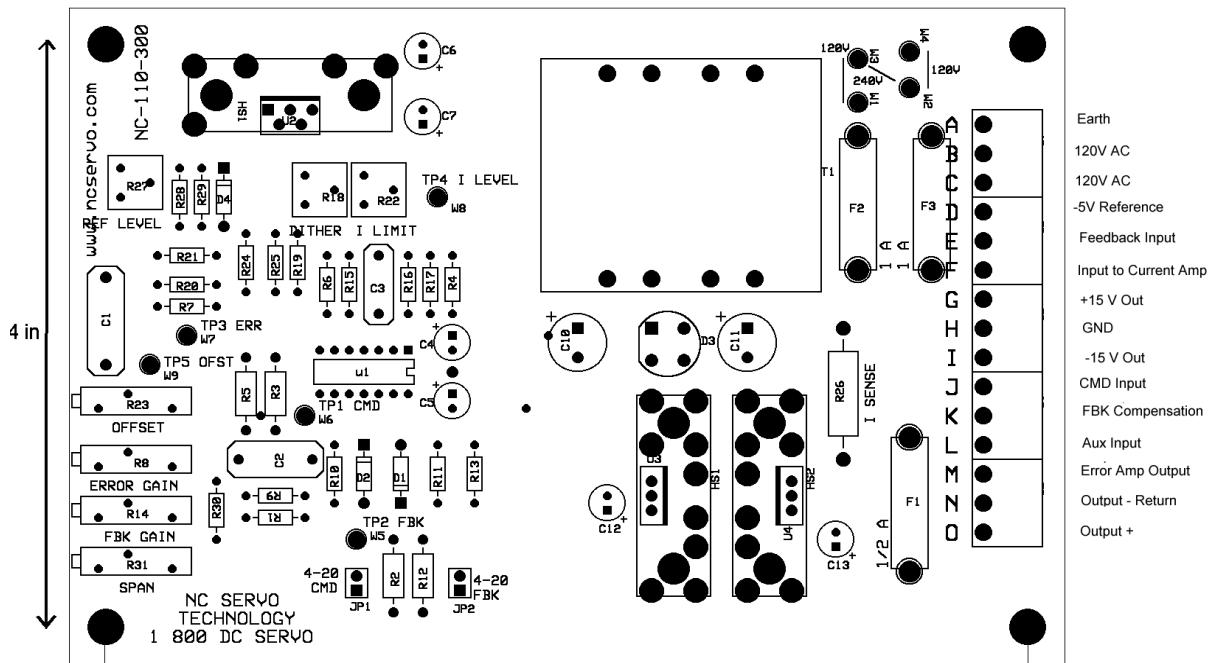 4 in
www.ncservo.com
NC-110-300
HS1
U2
C6
+
C7
+
120V
W3
W4
240V
120V
W1
W2
T1
F2
1 A
F3
1 A
R27
REF LEVEL
R28
R29
D4
R18
DITHER
R22
I LIMIT
TP4 I LEVEL
W8
R21
R20
R7
R24
R25
R19
R6
R15
C3
R16
R17
R4
C1
TP3 ERR
W7
TP5 OFST
W9
R5
R3
U1
C4
+
C5
+
TP1 CMD
W6
+
C10
D3
+
C11
R26
I SENSE
R23
OFFSET
R8
ERROR GAIN
R14
FBK GAIN
R31
SPAN
C2
R10
D2
D1
R11
R13
R30
R9
R1
TP2 FBK
W5
4-20
CMD
JP1
R2
R12
4-20
FBK
JP2
U3
HS1
U4
HS2
C12
+
C13
+
F1
1/2 A
NC SERVO
TECHNOLOGY
1 800 DC SERVO
A Earth
B 120V AC
C 120V AC
D -5V Reference
E Feedback Input
F Input to Current Amp
G +15 V Out
H GND
I -15 V Out
J CMD Input
K FBK Compensation
L Aux Input
M Error Amp Output
N Output - Return
O Output +